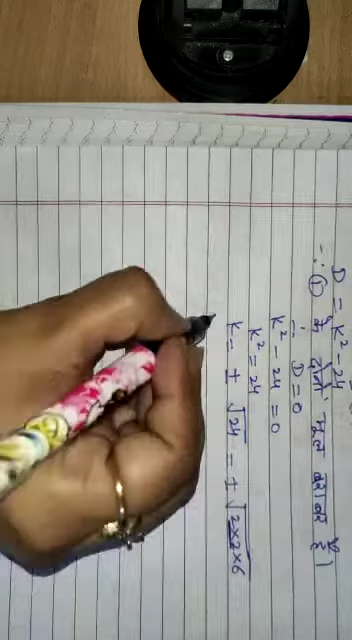 D = K² - 24
∵ ① के दोनों मूल बराबर हैं।
∴ D = 0
K² - 24 = 0
K² = 24
K = ± √24 = ± √2×2×6